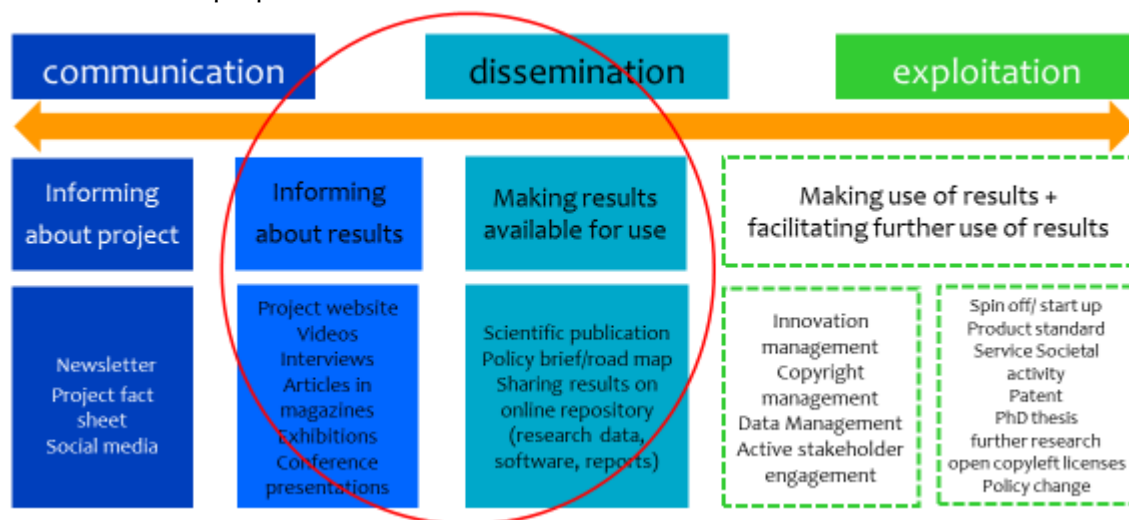 communication
dissemination
exploitation
Informing
about project
Informing
about results
Making results
available for use
Making use of results +
facilitating further use of results
Newsletter
Project fact
sheet
Social media
Project website
Videos
Interviews
Articles in
magazines
Exhibitions
Conference
presentations
Scientific publication
Policy brief/road map
Sharing results on
online repository
(research data,
software, reports)
Innovation
management
Copyright
management
Data Management
Active stakeholder
engagement
Spin off/ start up
Product standard
Service Societal
activity
Patent
PhD thesis
further research
open copyleft licenses
Policy change